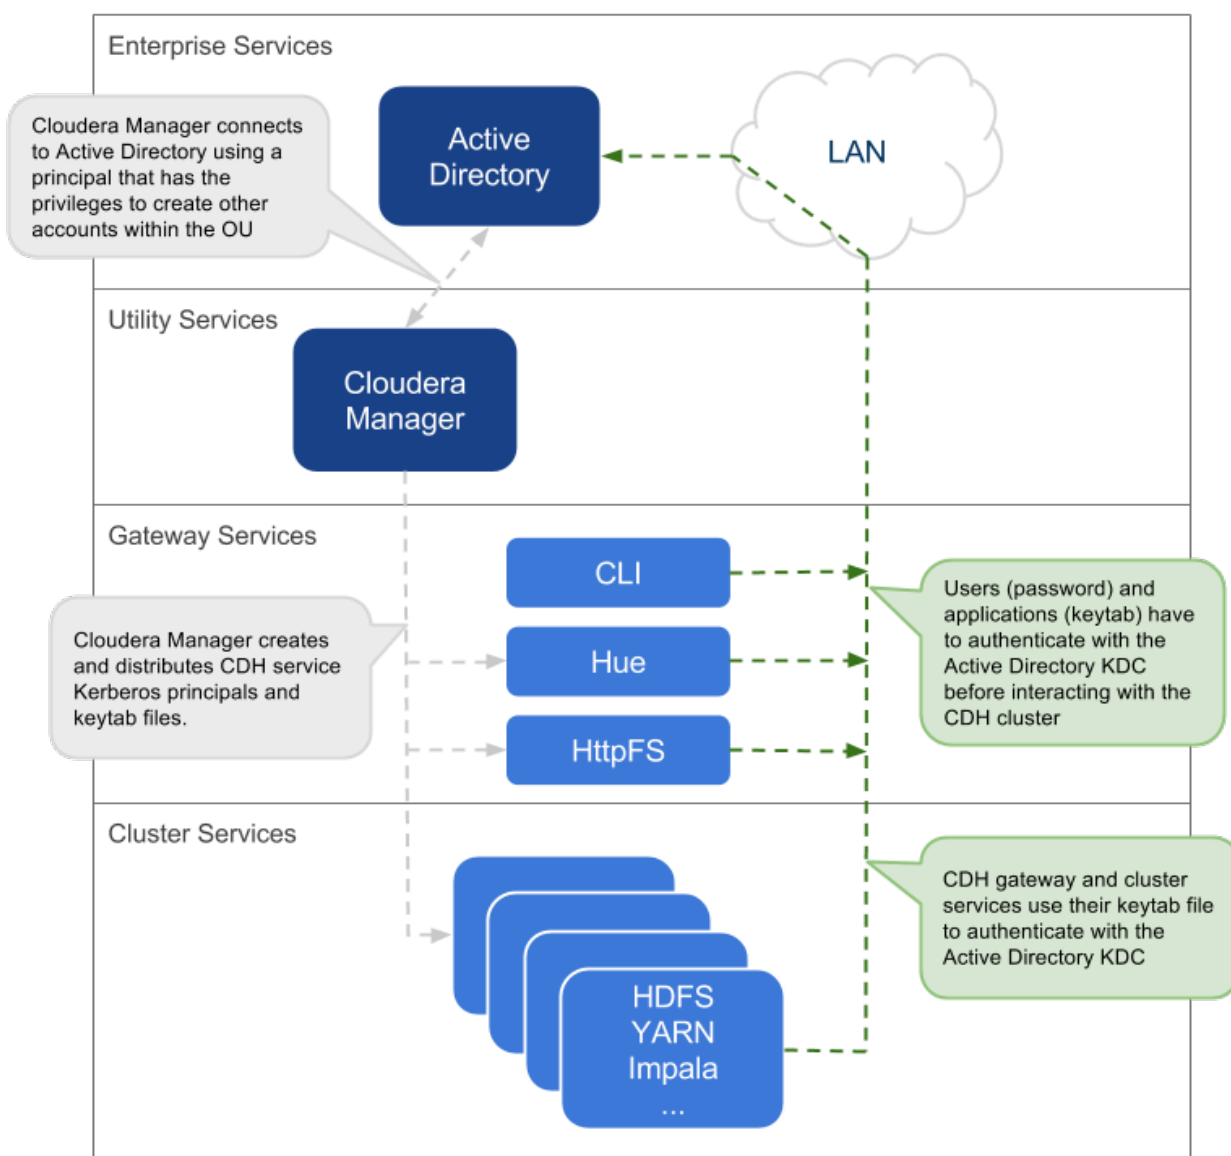 Enterprise Services
Cloudera Manager connects
to Active Directory using a
principal that has the
privileges to create other
accounts within the OU
Active
Directory
LAN
Utility Services
Cloudera
Manager
Gateway Services
CLI
Hue
HttpFS
Cloudera Manager creates
and distributes CDH service
Kerberos principals and
keytab files.
Users (password) and
applications (keytab) have
to authenticate with the
Active Directory KDC
before interacting with the
CDH cluster
Cluster Services
HDFS
YARN
Impala
...
CDH gateway and cluster
services use their keytab file
to authenticate with the
Active Directory KDC